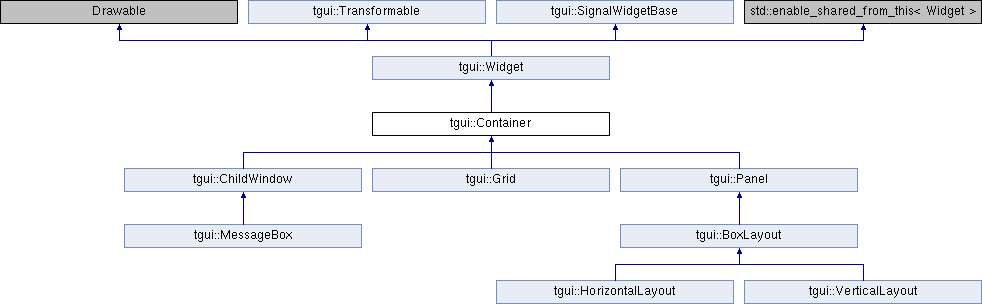 Drawable
tgui::Transformable
tgui::SignalWidgetBase
std::enable_shared_from_this< Widget >
tgui::Widget
tgui::Container
tgui::ChildWindow
tgui::Grid
tgui::Panel
tgui::MessageBox
tgui::BoxLayout
tgui::HorizontalLayout
tgui::VerticalLayout